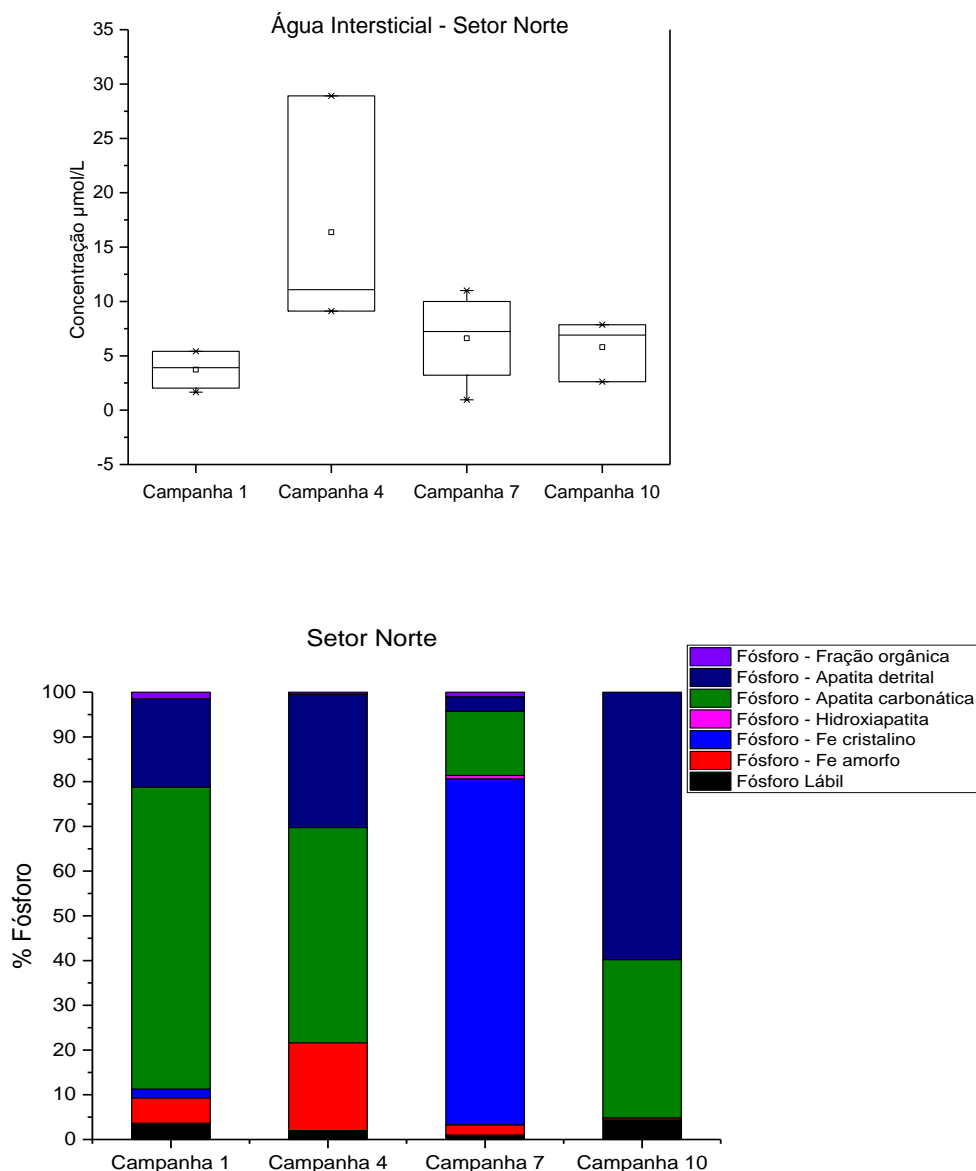 Água Intersticial - Setor Norte
35
30
25
20
15
10
5
0
-5
Concentração µmol/L
Campanha 1 Campanha 4 Campanha 7 Campanha 10
Setor Norte
Fósforo - Fração orgânica
Fósforo - Apatita detrital
Fósforo - Apatita carbonática
Fósforo - Hidroxiapatita
Fósforo - Fe cristalino
Fósforo - Fe amorfo
Fósforo Lábil
100
90
80
70
60
50
40
30
20
10
0
% Fósforo
Campanha 1 Campanha 4 Campanha 7 Campanha 10